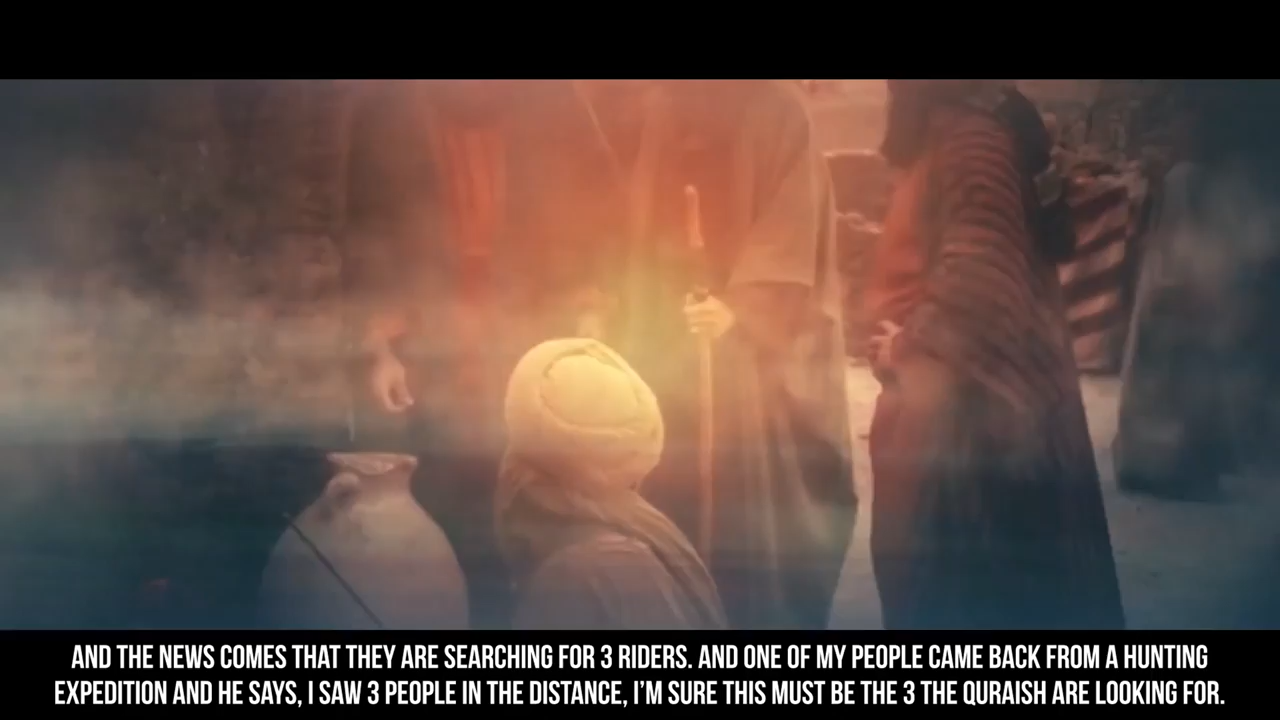 AND THE NEWS COMES THAT THEY ARE SEARCHING FOR 3 RIDERS. AND ONE OF MY PEOPLE CAME BACK FROM A HUNTING
EXPEDITION AND HE SAYS, I SAW 3 PEOPLE IN THE DISTANCE, I'M SURE THIS MUST BE THE 3 THE QURAISH ARE LOOKING FOR.